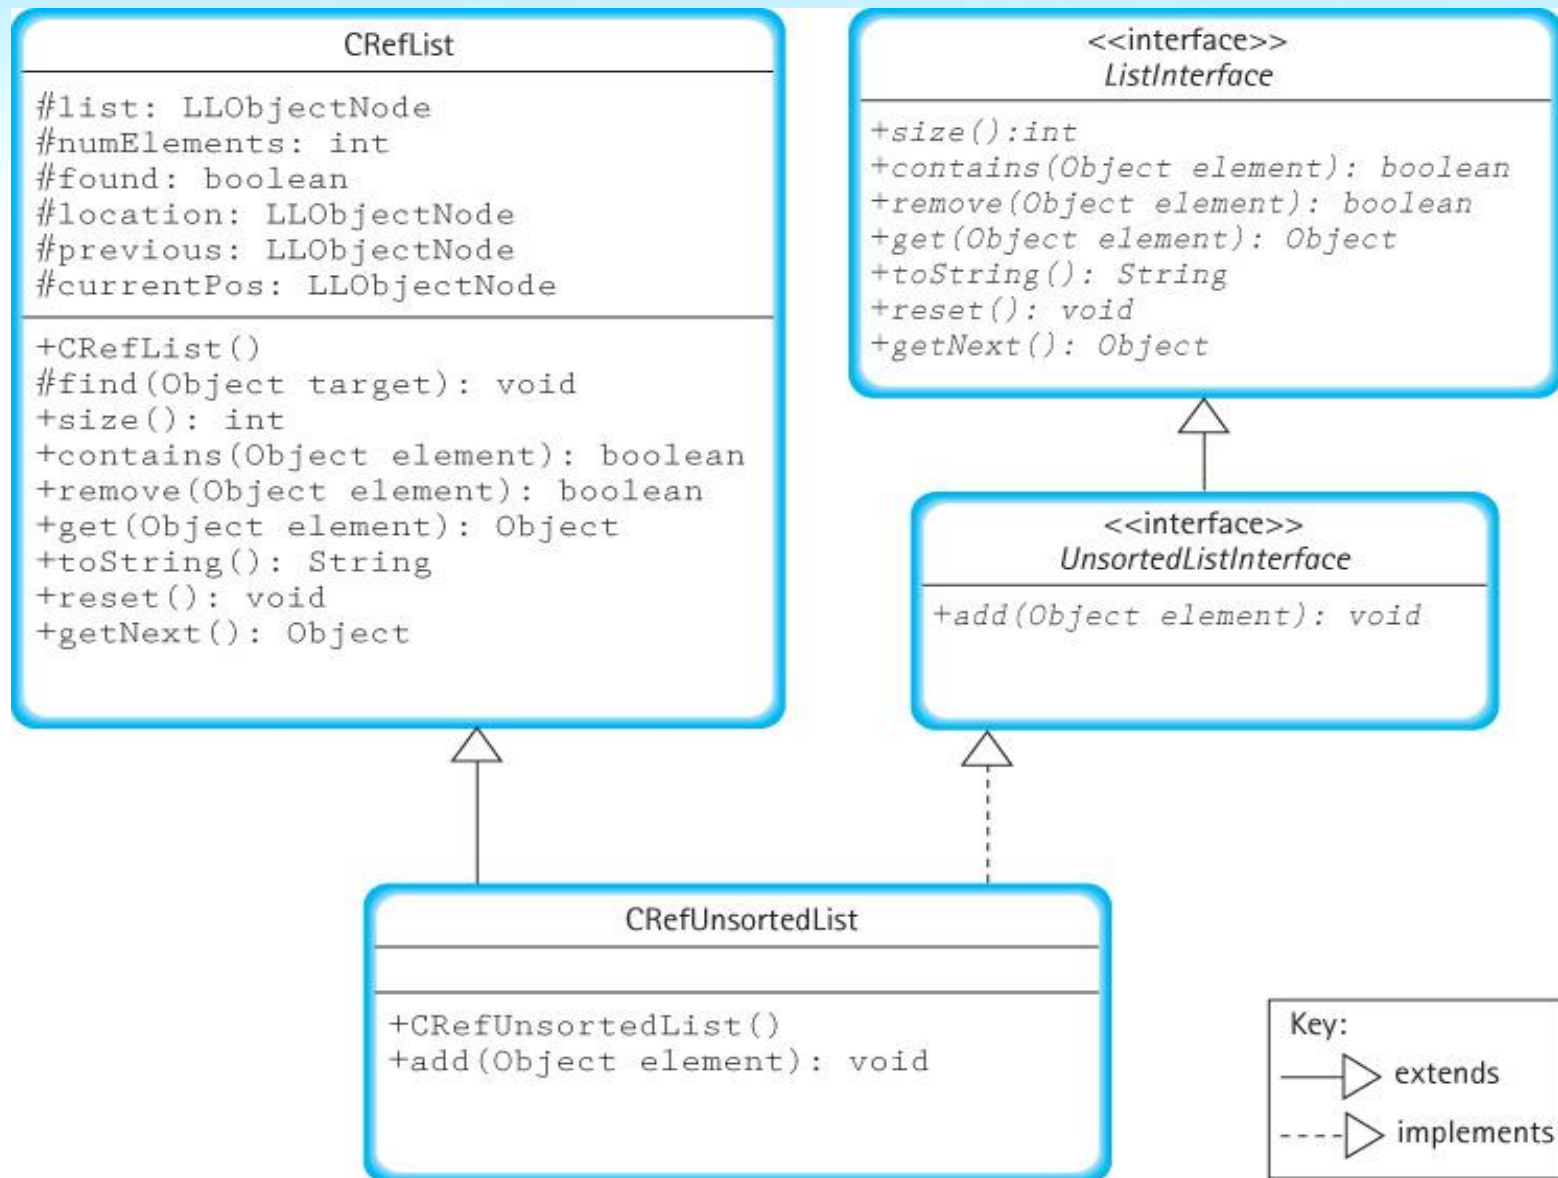 CRefList
#list: LLObjectNode
#numElements: int
#found: boolean
#location: LLObjectNode
#previous: LLObjectNode
#currentPos: LLObjectNode
+CRefList()
#find(Object target): void
+size(): int
+contains(Object element): boolean
+remove(Object element): boolean
+get(Object element): Object
+toString(): String
+reset(): void
+getNext(): Object
<<interface>>
ListInterface
+size():int
+contains(Object element): boolean
+remove(Object element): boolean
+get(Object element): Object
+toString(): String
+reset(): void
+getNext(): Object
<<interface>>
UnsortedListInterface
+add(Object element): void
CRefUnsortedList
+CRefUnsortedList()
+add(Object element): void
Key:
extends
implements